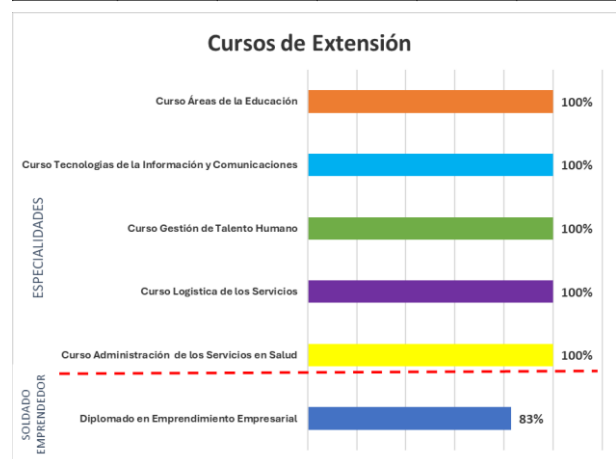 Cursos de Extensión
ESPECIALIDADES
Curso Áreas de la Educación 100%
Curso Tecnologias de la Información y Comunicaciones 100%
Curso Gestión de Talento Humano 100%
Curso Logistica de los Servicios 100%
Curso Administración de los Servicios en Salud 100%
SOLDADO
EMPRENDEDOR
Diplomado en Emprendimiento Empresarial 83%